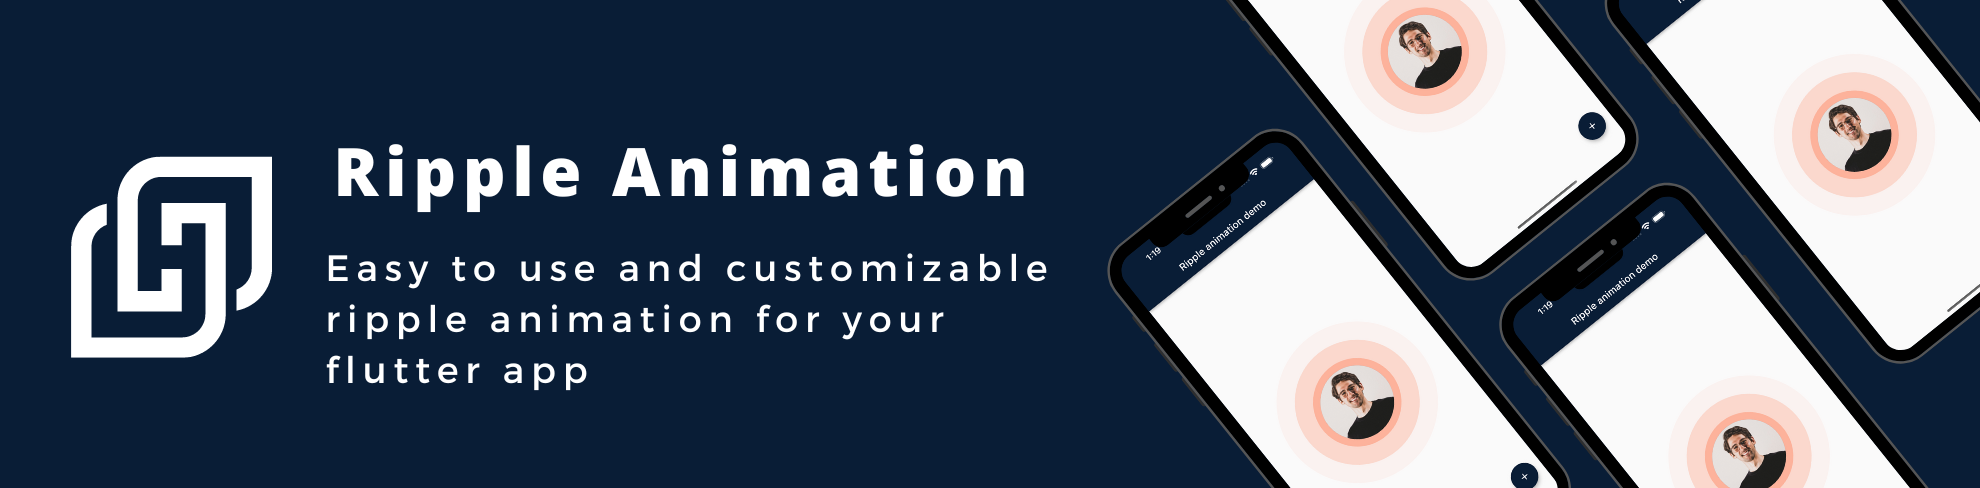 Ripple Animation
Easy to use and customizable
ripple animation for your
flutter app
1:19
Ripple animation demo
1:19
Ripple animation demo